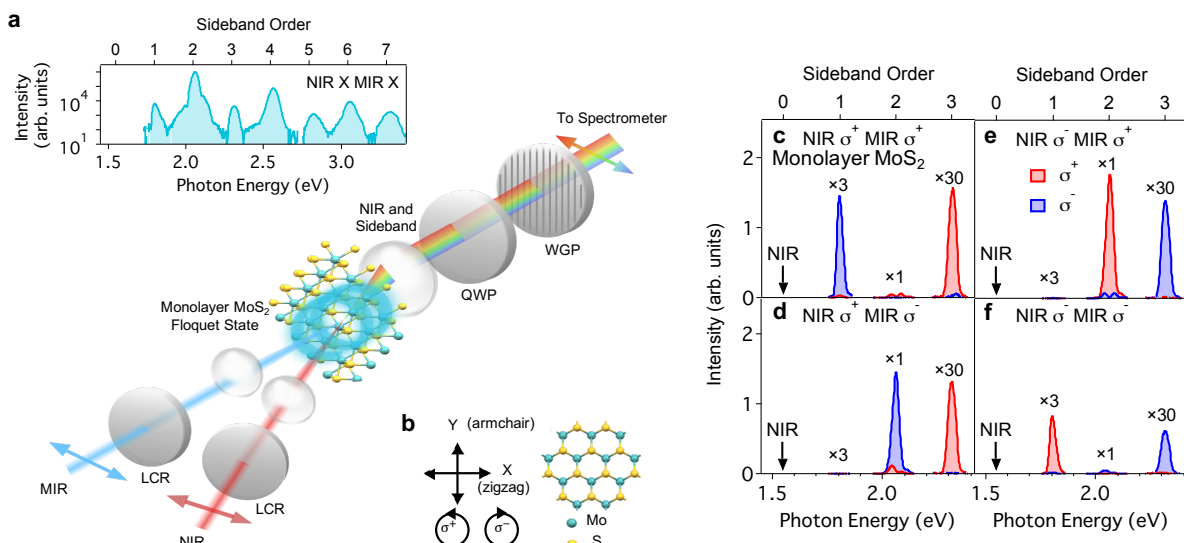 a
Sideband Order
0 1 2 3 4 5 6 7
NIR X MIR X
Intensity
(arb. units)
10⁴
10¹
1.5 2.0 2.5 3.0
Photon Energy (eV)
To Spectrometer
NIR and
Sideband
WGP
QWP
Monolayer MoS₂
Floquet State
LCR
MIR
LCR
NIR
b
Y (armchair)
X
(zigzag)
σ⁺ σ⁻
Mo
S
Sideband Order
0 1 2 3
c NIR σ⁺ MIR σ⁺
Monolayer MoS₂
×3
×1
×30
NIR
2
1
0
Intensity (arb. units)
d NIR σ⁺ MIR σ⁻
×1
×30
×3
NIR
2
1
0
1.5 2.0
Photon Energy (eV)
Sideband Order
0 1 2 3
e NIR σ⁻ MIR σ⁺
σ⁺
σ⁻
×1
×30
×3
NIR
f NIR σ⁻ MIR σ⁻
×3
×1
×30
NIR
1.5 2.0
Photon Energy (eV)